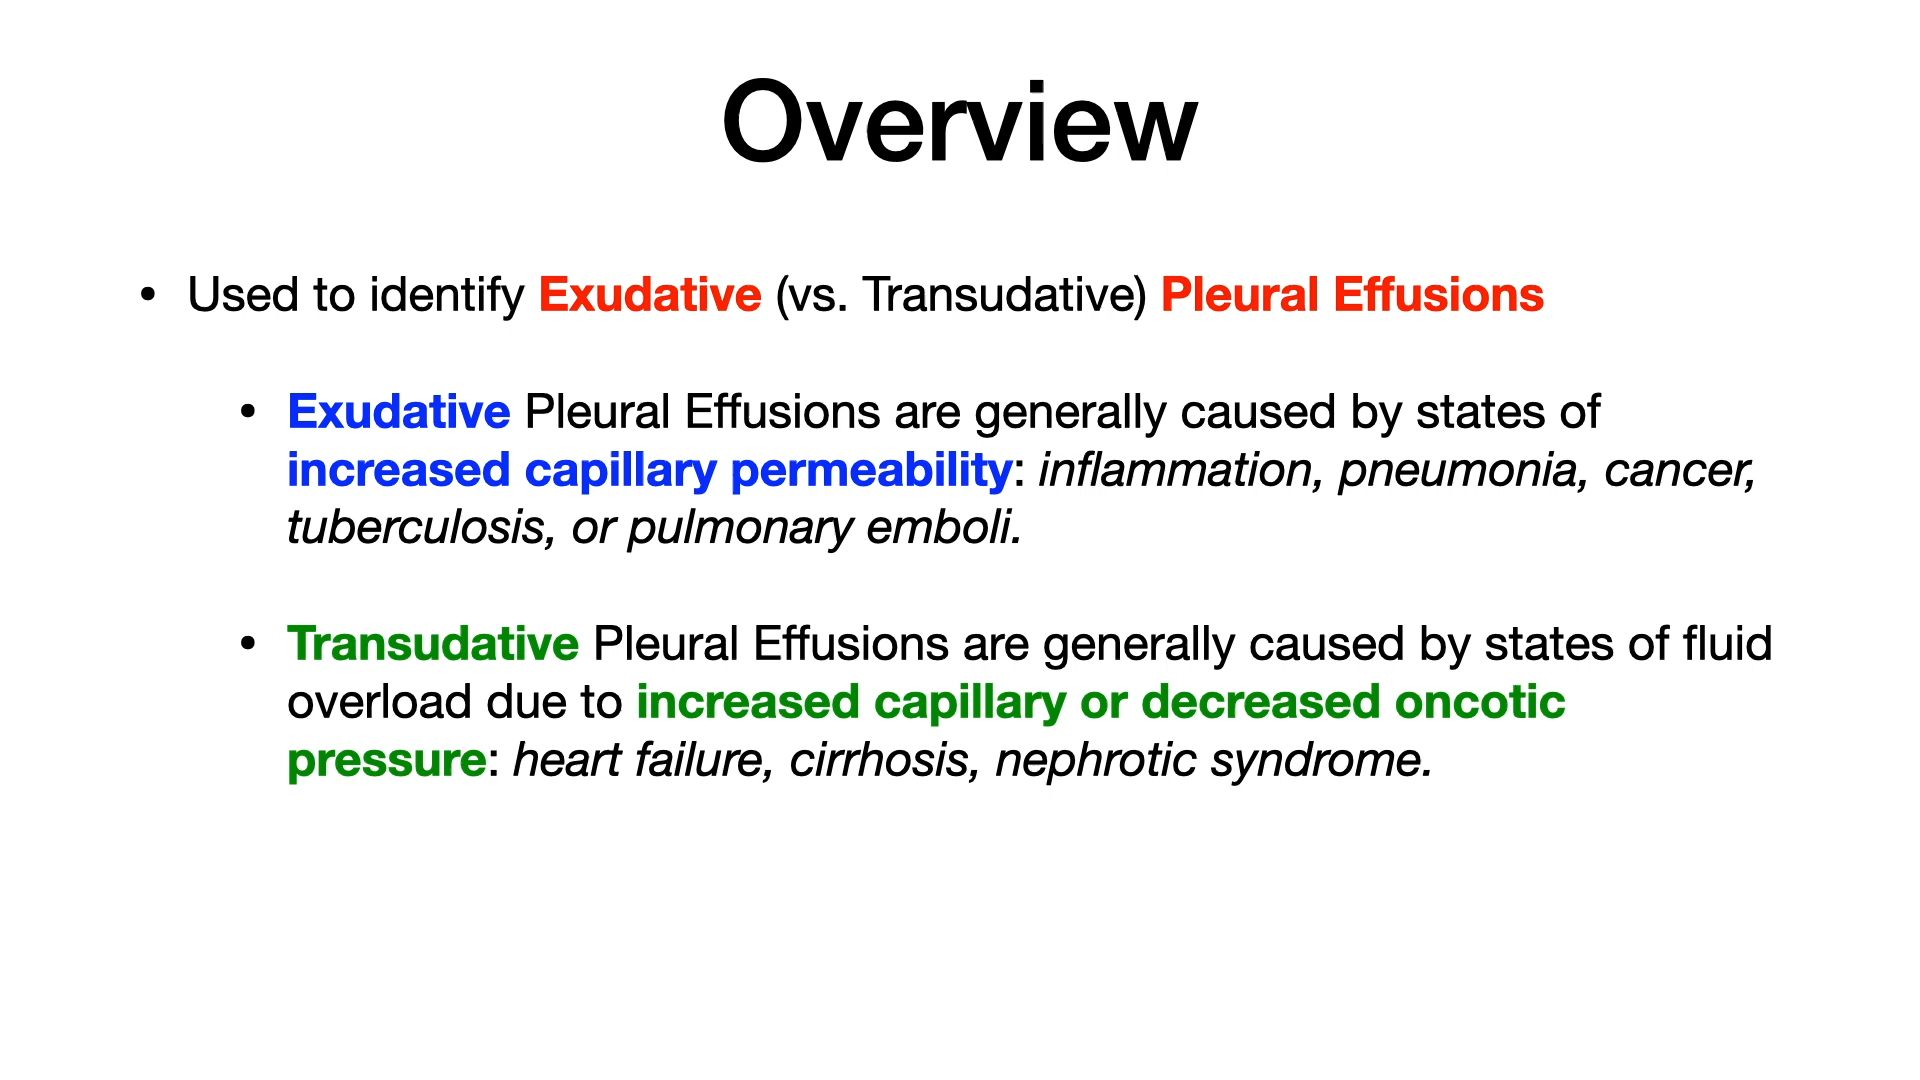 Overview
• Used to identify Exudative (vs. Transudative) Pleural Effusions
• Exudative Pleural Effusions are generally caused by states of
increased capillary permeability: inflammation, pneumonia, cancer,
tuberculosis, or pulmonary emboli.
• Transudative Pleural Effusions are generally caused by states of fluid
overload due to increased capillary or decreased oncotic
pressure: heart failure, cirrhosis, nephrotic syndrome.